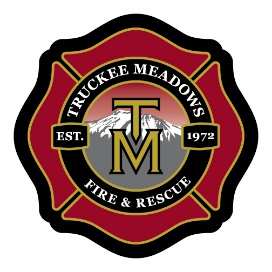 TRUCKEE MEADOWS
EST.
1972
TM
FIRE & RESCUE